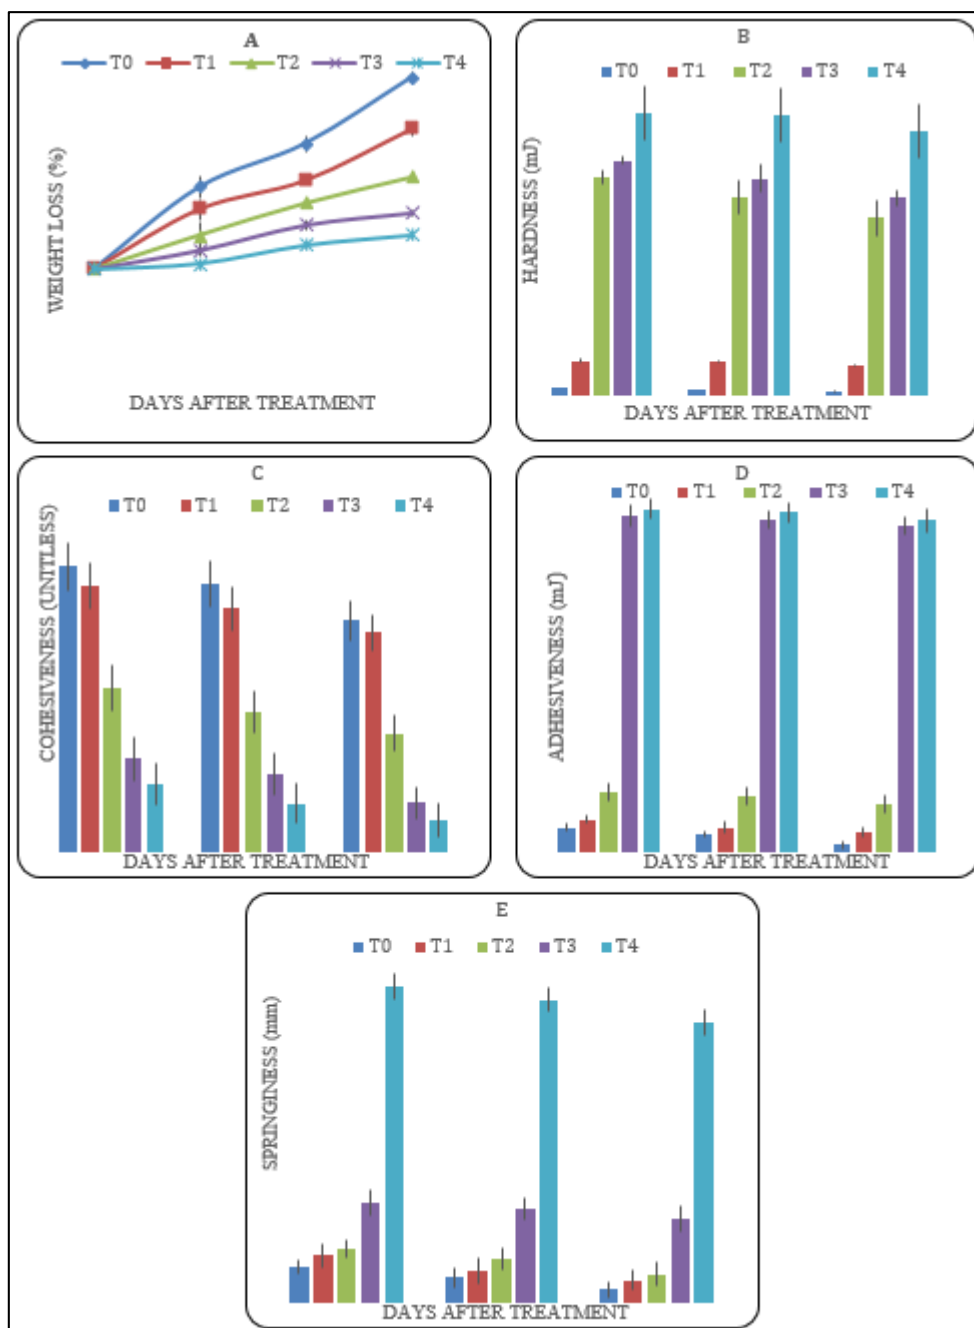 A
T0 T1 T2 T3 T4
WEIGHT LOSS (%)
DAYS AFTER TREATMENT
B
T0 T1 T2 T3 T4
HARDNESS (mJ)
DAYS AFTER TREATMENT
C
T0 T1 T2 T3 T4
COHESIVENESS (UNITLESS)
DAYS AFTER TREATMENT
D
T0 T1 T2 T3 T4
ADHESIVENESS (mJ)
DAYS AFTER TREATMENT
E
T0 T1 T2 T3 T4
SPRINGINESS (mm)
DAYS AFTER TREATMENT